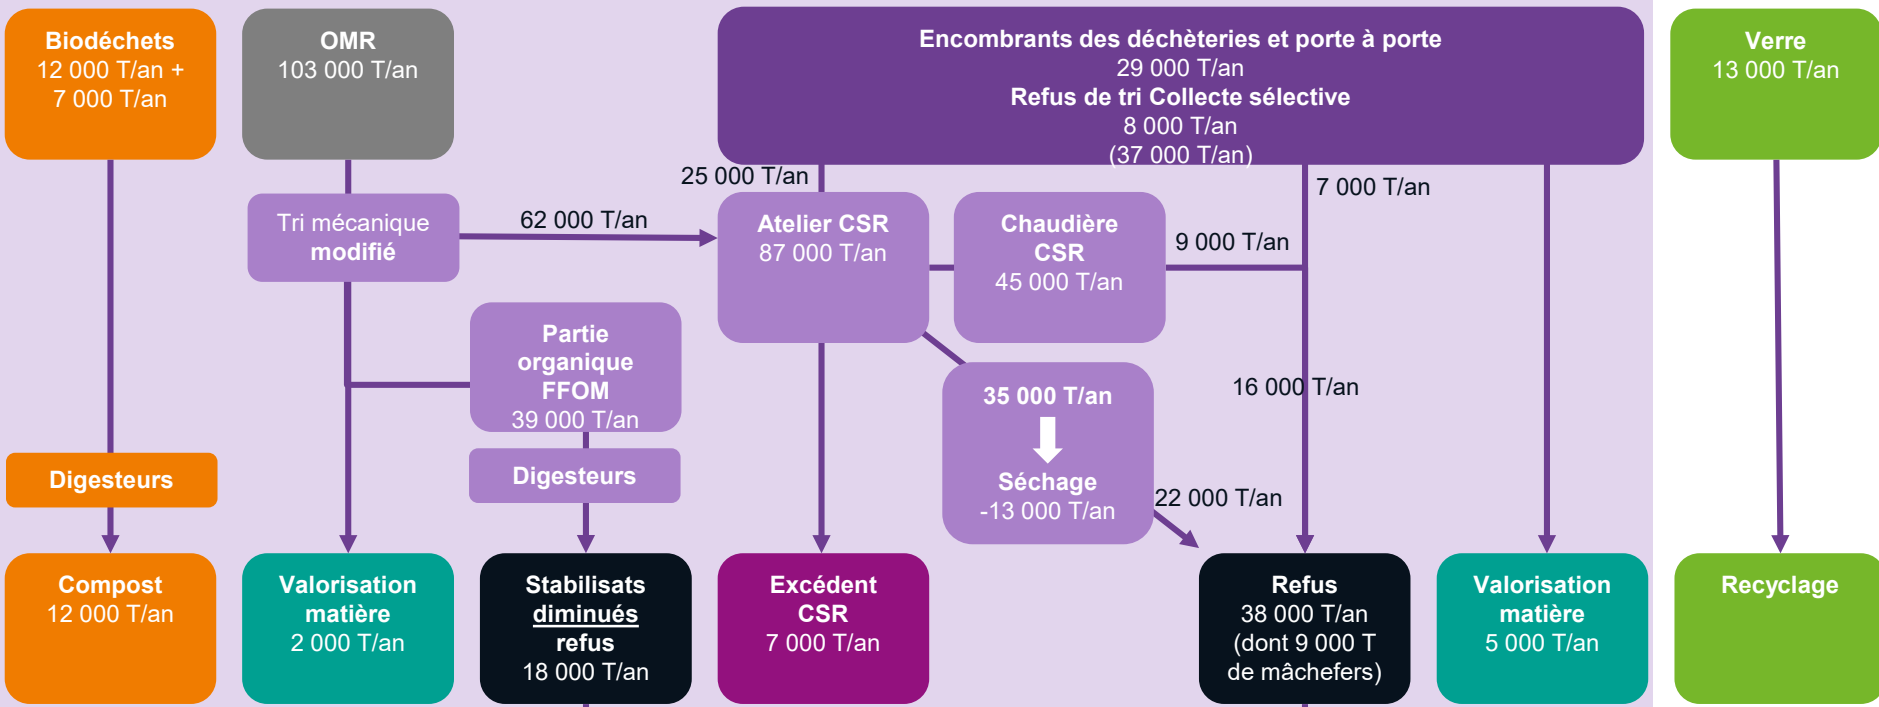 Biodéchets
12 000 T/an +
7 000 T/an
OMR
103 000 T/an
Encombrants des déchèteries et porte à porte
29 000 T/an
Refus de tri Collecte sélective
8 000 T/an
(37 000 T/an)
Verre
13 000 T/an
25 000 T/an
7 000 T/an
Tri mécanique
modifié
62 000 T/an
Atelier CSR
87 000 T/an
Chaudière
CSR
45 000 T/an
9 000 T/an
Partie
organique
FFOM
39 000 T/an
35 000 T/an
Séchage
-13 000 T/an
16 000 T/an
22 000 T/an
Digesteurs
Digesteurs
Compost
12 000 T/an
Valorisation
matière
2 000 T/an
Stabilisats
diminués
refus
18 000 T/an
Excédent
CSR
7 000 T/an
Refus
38 000 T/an
(dont 9 000 T
de mâchefers)
Valorisation
matière
5 000 T/an
Recyclage